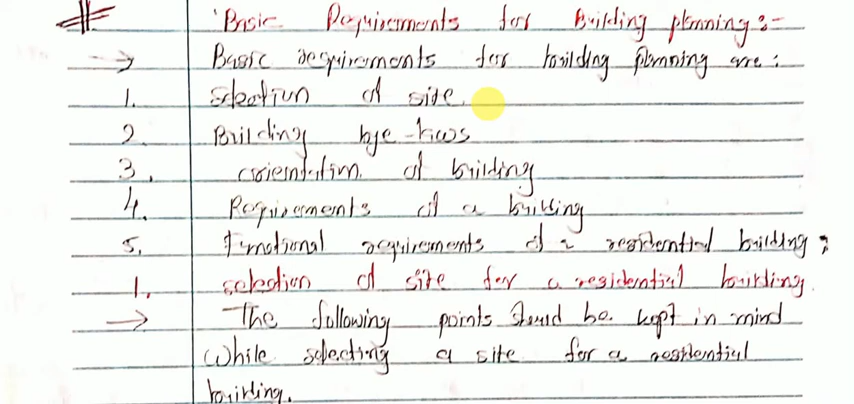 # Basic Requirements for Building planning :-
→ Basic requirements for building planning are :
1. Selection of site.
2. Building bye-laws
3. orientation of building
4. Requirements of a building
5. Functional requirements of a residential building ;
1. selection of site for a residential building.
→ The following points should be kept in mind
while selecting a site for a residential
building.